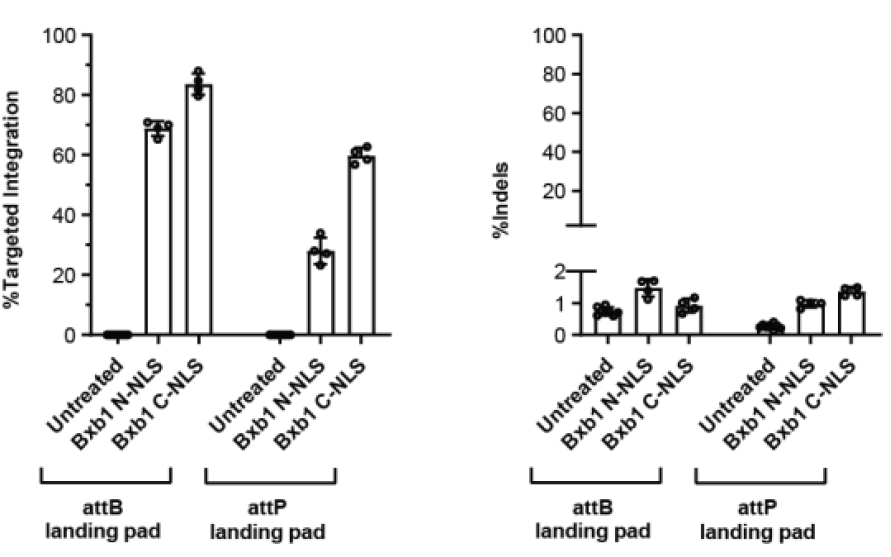 %Targeted Integration
100
80
60
40
20
0
Untreated
Bxb1 N-NLS
Bxb1 C-NLS
Untreated
Bxb1 N-NLS
Bxb1 C-NLS
attB
landing pad
attP
landing pad
%Indels
100
80
60
40
20
2
1
0
Untreated
Bxb1 N-NLS
Bxb1 C-NLS
Untreated
Bxb1 N-NLS
Bxb1 C-NLS
attB
landing pad
attP
landing pad